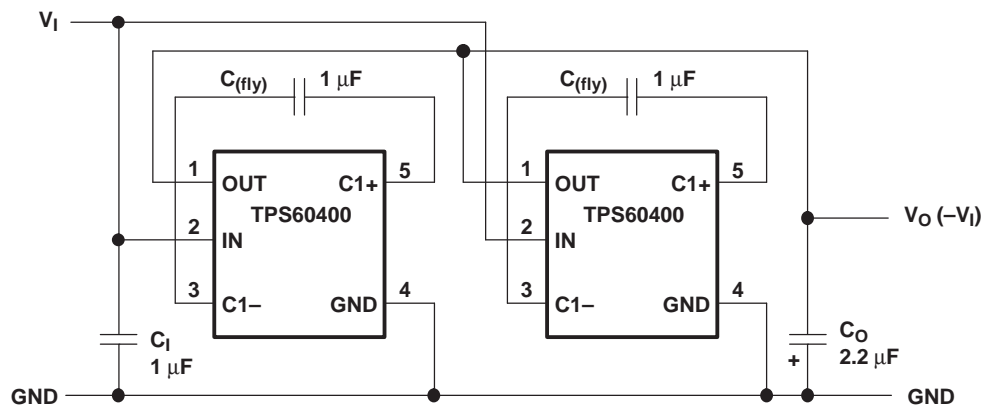 VI
C(fly) 1 μF
C(fly) 1 μF
1 OUT C1+ 5
TPS60400
2 IN
3 C1– GND 4
1 OUT C1+ 5
TPS60400
2 IN
3 C1– GND 4
VO (–VI)
CI
1 μF
CO
+ 2.2 μF
GND
GND